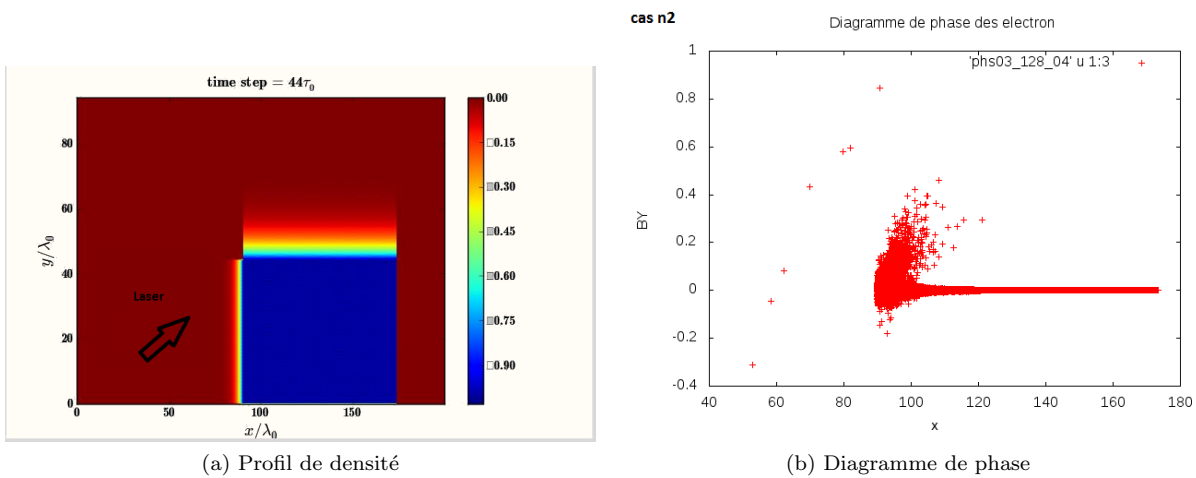 cas n2
time step = 44τ₀
Laser
y/λ₀
80
60
40
20
0
0
50
100
150
x/λ₀
0.00
□0.15
□0.30
□0.45
□0.60
□0.75
□0.90
(a) Profil de densité
Diagramme de phase des electron
'phs03_128_04' u 1:3
BY
1
0.8
0.6
0.4
0.2
0
-0.2
-0.4
40
60
80
100
120
140
160
180
x
(b) Diagramme de phase